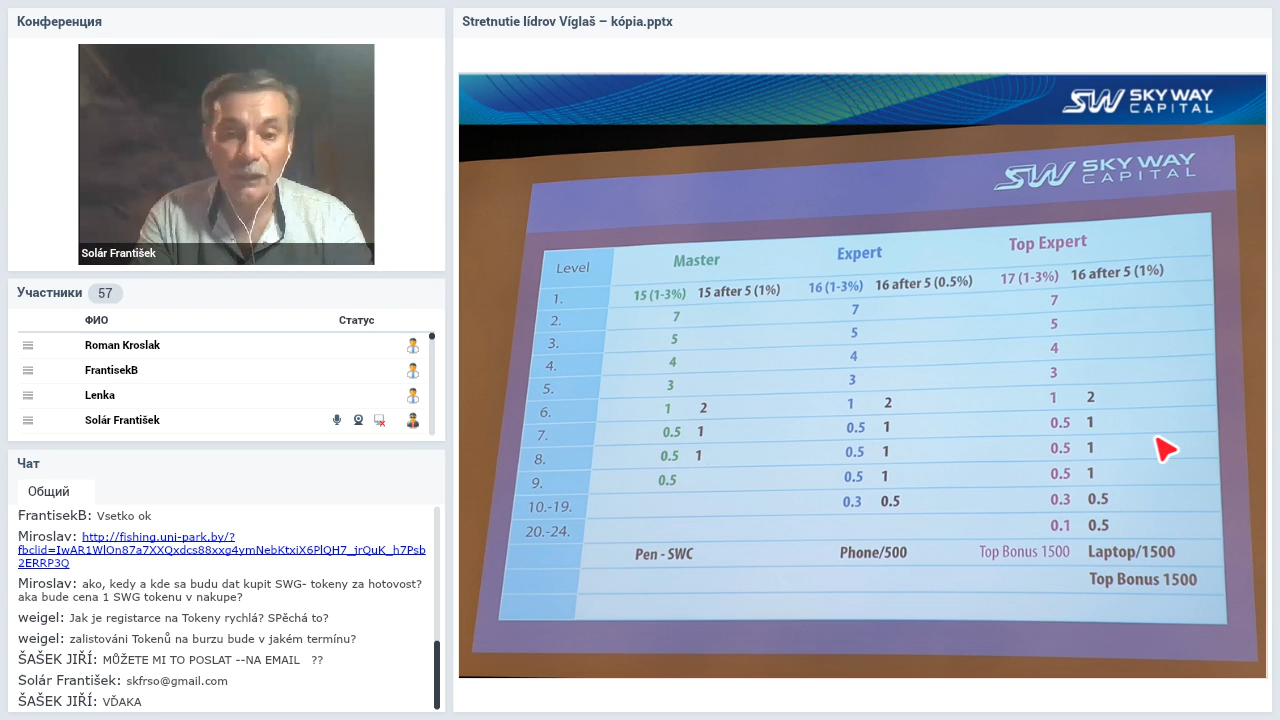 Конференция
Solár František
Участники 57
ФИО Статус
Roman Kroslak
FrantisekB
Lenka
Solár František
Чат
Общий
FrantisekB: Vsetko ok
Miroslav: http://fishing.uni-park.by/?
fbclid=IwAR1WlOn87a7XXQxdcs88xxg4ymNebKtxiX6PlQH7_jrQuK_h7Psb
2ERRP3Q
Miroslav: ako, kedy a kde sa budu dat kupit SWG- tokeny za hotovost?
aka bude cena 1 SWG tokenu v nakupe?
weigel: Jak je registarce na Tokeny rychlá? SPěchá to?
weigel: zalistováni Tokenů na burzu bude v jakém termínu?
ŠAŠEK JIŘÍ: MŮŽETE MI TO POSLAT --NA EMAIL ??
Solár František: skfrso@gmail.com
ŠAŠEK JIŘÍ: VĎAKA
Stretnutie lídrov Víglaš – kópia.pptx
SW SKY WAY
CAPITAL
SW SKY WAY
CAPITAL
Level Master Expert Top Expert
1. 15 (1-3%) 15 after 5 (1%) 16 (1-3%) 16 after 5 (0.5%) 17 (1-3%) 16 after 5 (1%)
2. 7 7 7
3. 5 5 5
4. 4 4 4
5. 3 3 3
6. 1 2 1 2 1 2
7. 0.5 1 0.5 1 0.5 1
8. 0.5 1 0.5 1 0.5 1
9. 0.5 0.5 1 0.5 1
10.-19. 0.3 0.5 0.3 0.5
20.-24. 0.1 0.5
Pen - SWC Phone/500 Top Bonus 1500 Laptop/1500
Top Bonus 1500